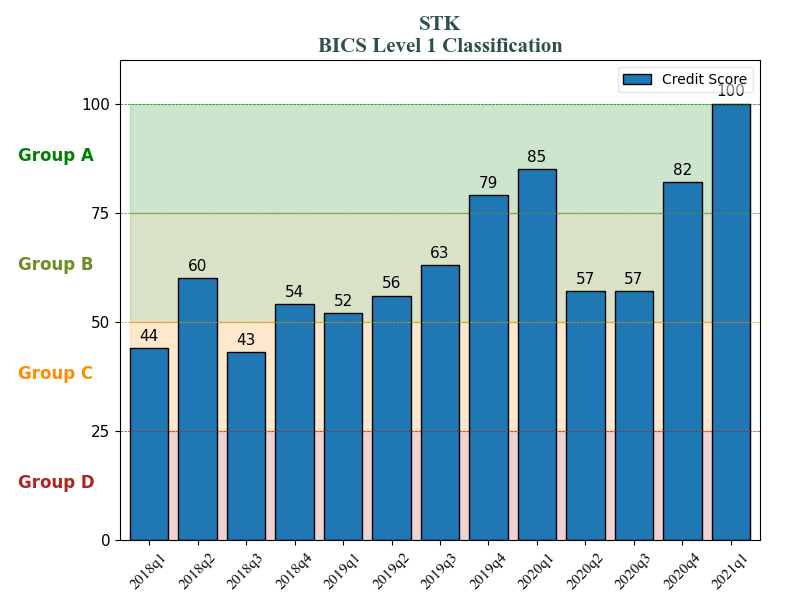 STK
BICS Level 1 Classification
Credit Score
100
100
Group A
85
82
79
75
Group B
63
60
57
57
56
54
52
50
44
43
Group C
25
Group D
0
2018q1 2018q2 2018q3 2018q4 2019q1 2019q2 2019q3 2019q4 2020q1 2020q2 2020q3 2020q4 2021q1